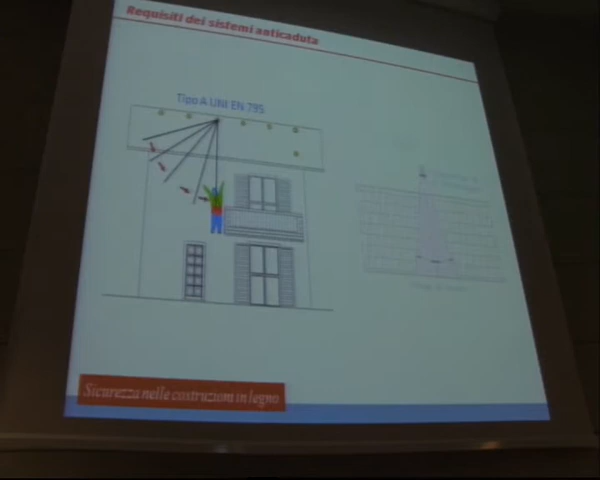 Requisiti dei sistemi anticaduta
Tipo A UNI EN 795
Sicurezza nelle costruzioni in legno